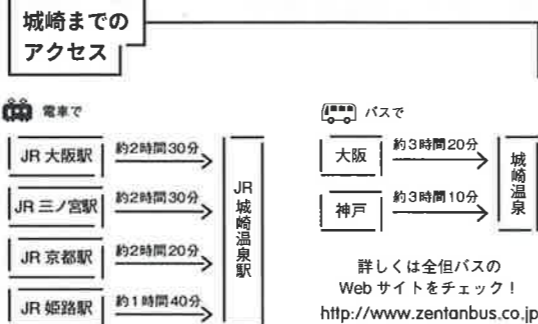 城崎までの
アクセス
電車で
JR 大阪駅
約2時間30分
JR 三ノ宮駅
約2時間30分
JR 京都駅
約2時間20分
JR 姫路駅
約1時間40分
JR 城崎温泉駅
バスで
大阪
約3時間20分
神戸
約3時間10分
城崎温泉
詳しくは全但バスの
Web サイトをチェック！
http://www.zentanbus.co.jp